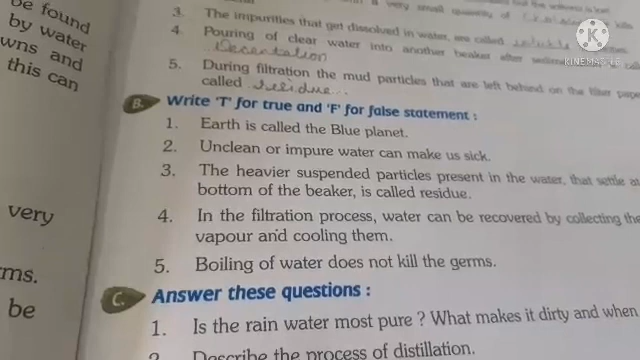 be found
by water
wns and
this can
very
ms.
be
a very small quantity of
3. The impurities that get dissolved in water, are called soluble
4. Pouring of clear water into another beaker after
Decantation
5. During filtration the mud particles that are left behind on the filter pape
called residue
B. Write 'T' for true and 'F' for false statement :
1. Earth is called the Blue planet.
2. Unclean or impure water can make us sick.
3. The heavier suspended particles present in the water, that settle at
bottom of the beaker, is called residue.
4. In the filtration process, water can be recovered by collecting the
vapour and cooling them.
5. Boiling of water does not kill the germs.
C. Answer these questions :
1. Is the rain water most pure ? What makes it dirty and when
2. Describe the process of distillation.
KINEMASTER